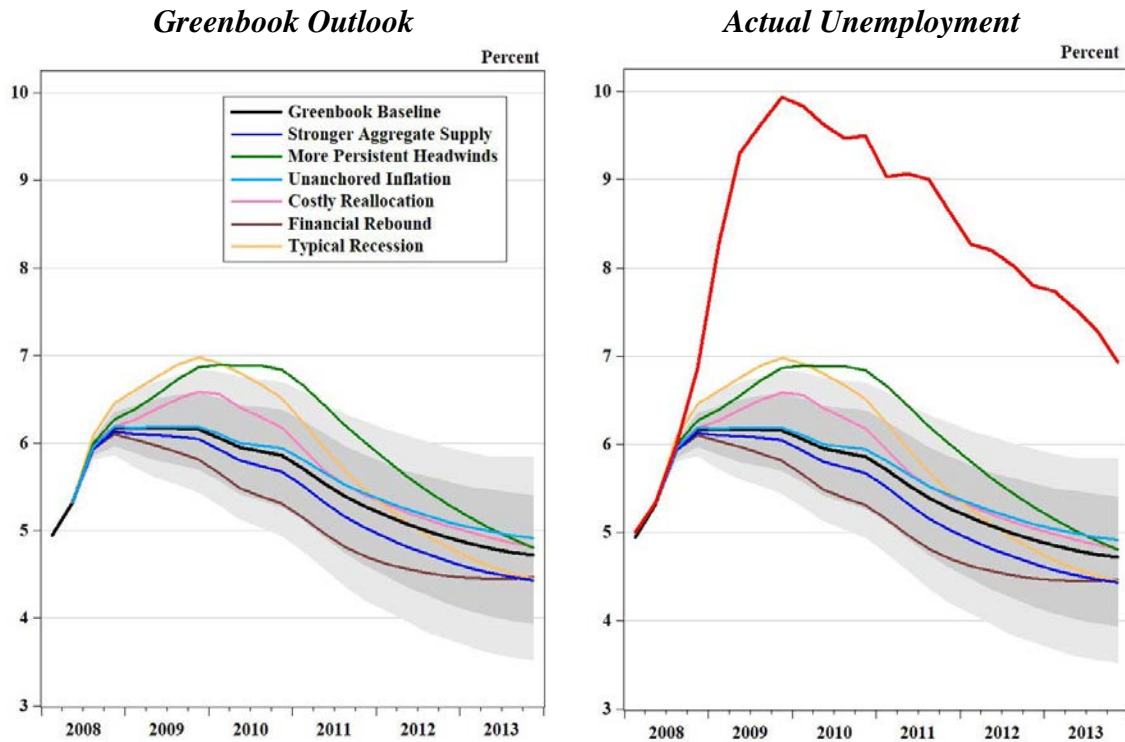 Greenbook Outlook
Percent
10
9
8
7
6
5
4
3
Greenbook Baseline
Stronger Aggregate Supply
More Persistent Headwinds
Unanchored Inflation
Costly Reallocation
Financial Rebound
Typical Recession
2008 2009 2010 2011 2012 2013
Actual Unemployment
Percent
10
9
8
7
6
5
4
3
2008 2009 2010 2011 2012 2013